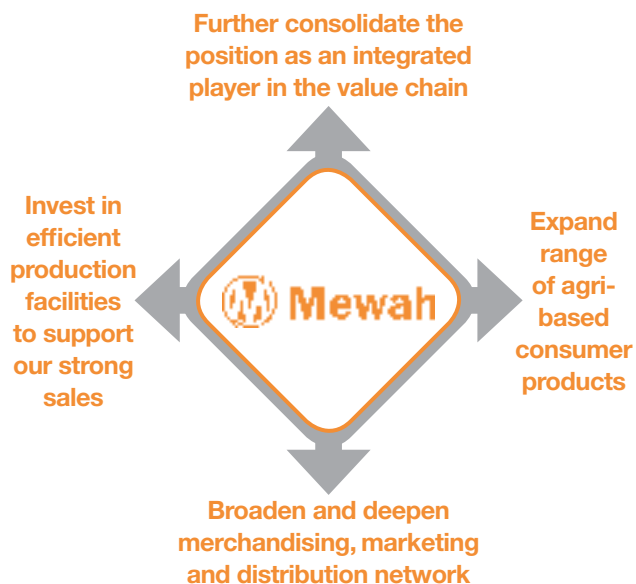 Further consolidate the
position as an integrated
player in the value chain
Invest in
efficient
production
facilities
to support
our strong
sales
Mewah
Expand
range
of agri-
based
consumer
products
Broaden and deepen
merchandising, marketing
and distribution network